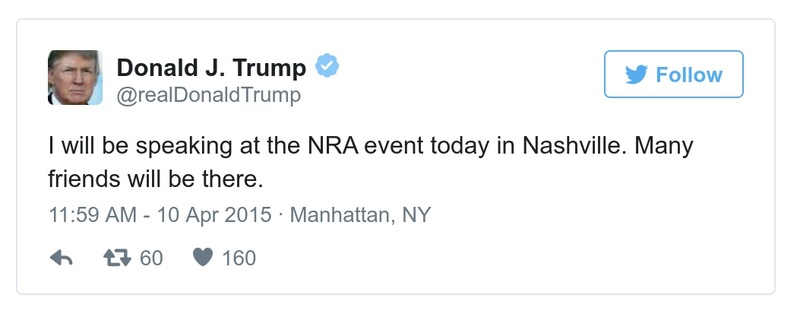 Donald J. Trump
@realDonaldTrump
Follow
I will be speaking at the NRA event today in Nashville. Many
friends will be there.
11:59 AM - 10 Apr 2015 · Manhattan, NY
60 160